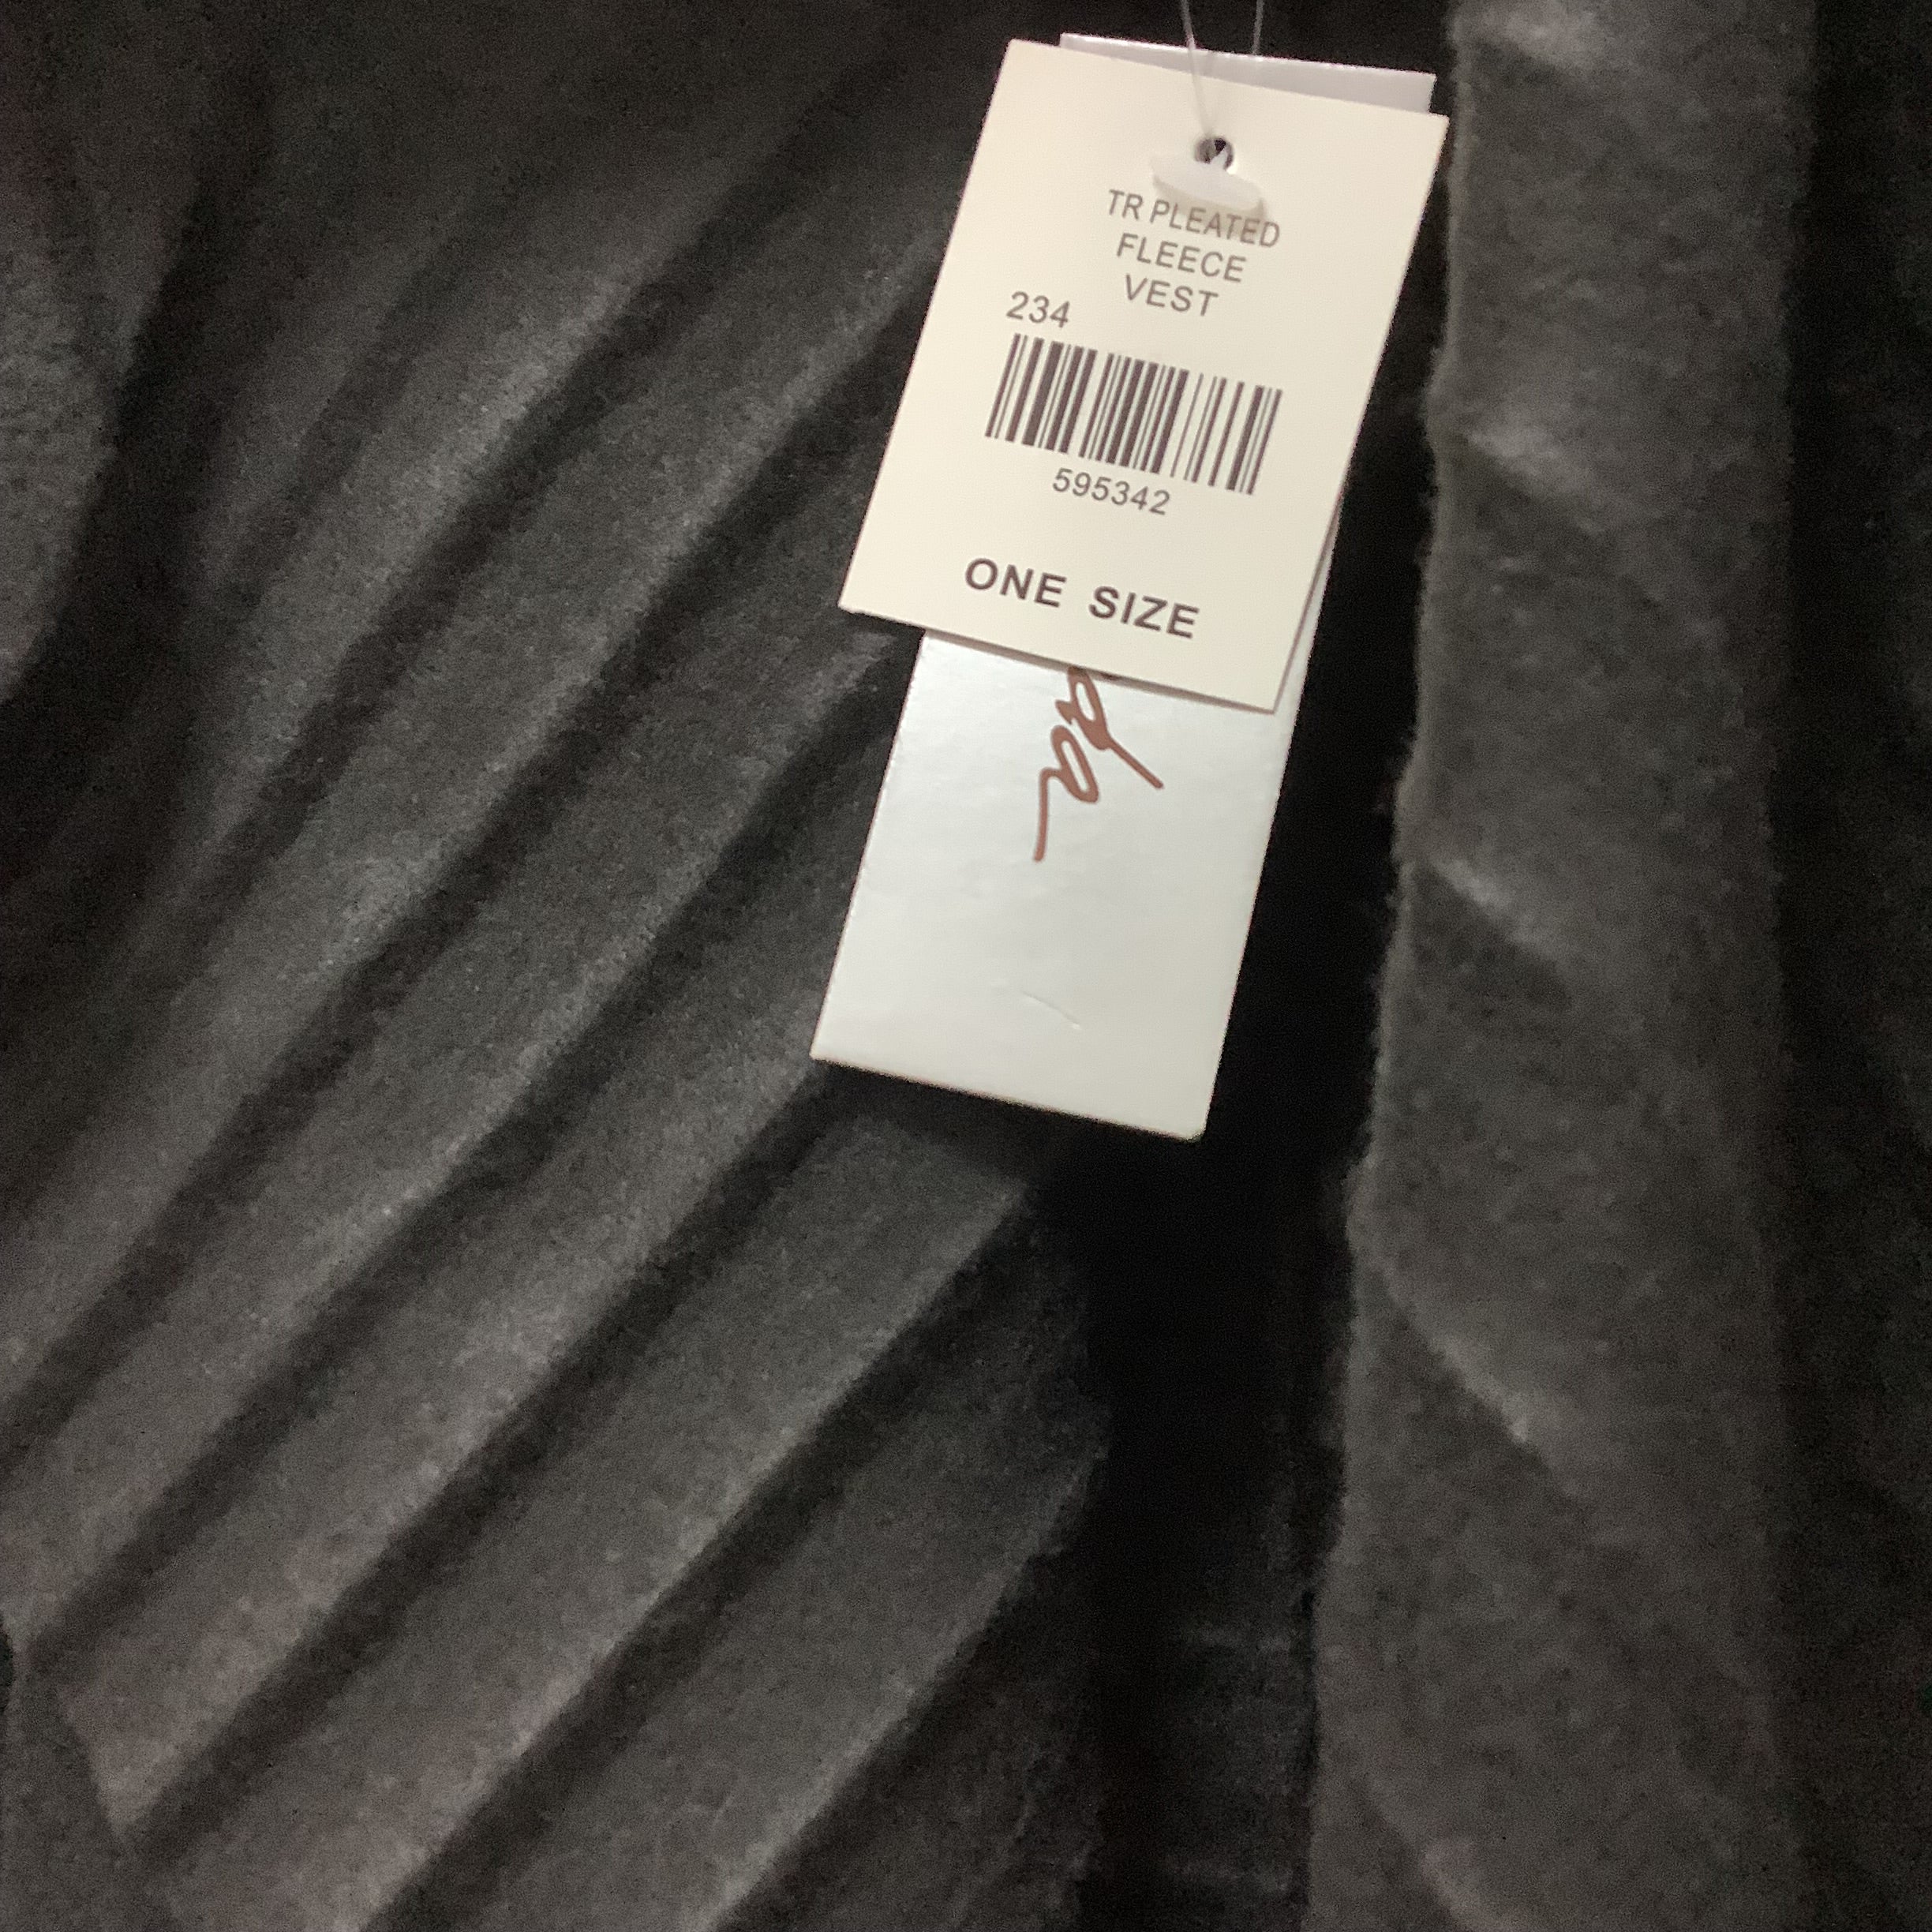 TR PLEATED
FLEECE
VEST
234
595342
ONE SIZE